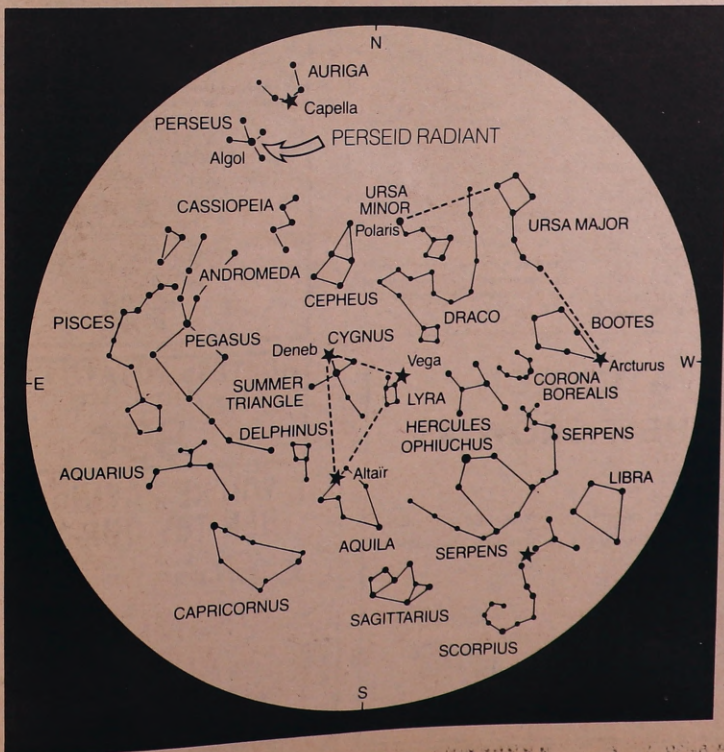 N
AURIGA
Capella
PERSEUS
PERSEID RADIANT
Algol
CASSIOPEIA
URSA
MINOR
Polaris
URSA MAJOR
ANDROMEDA
CEPHEUS
DRACO
PISCES
PEGASUS
BOOTES
Deneb
CYGNUS
Vega
Arcturus
W
E
SUMMER
TRIANGLE
LYRA
CORONA
BOREALIS
HERCULES
DELPHINUS
OPHIUCHUS
SERPENS
AQUARIUS
Altaïr
LIBRA
AQUILA
SERPENS
CAPRICORNUS
SAGITTARIUS
SCORPIUS
S